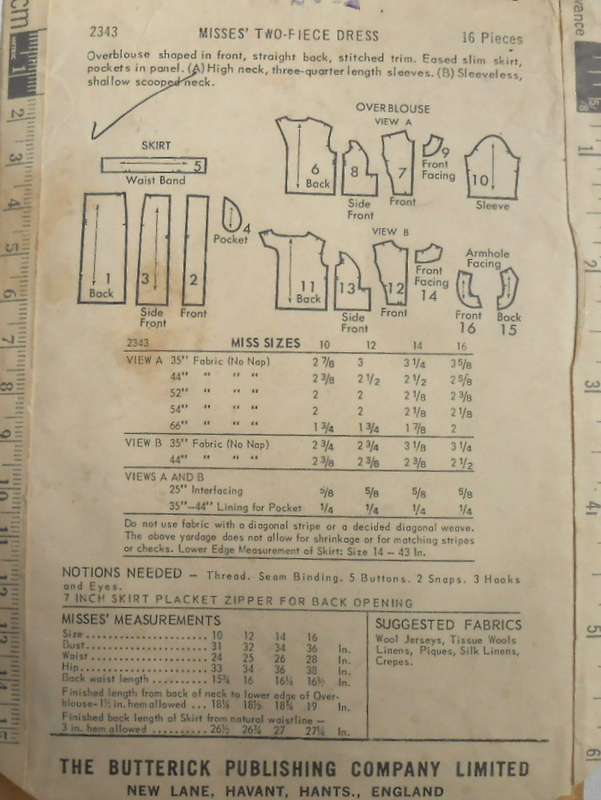 2343 MISSES' TWO-PIECE DRESS 16 Pieces
Overblouse shaped in front, straight back, stitched trim. Eased slim skirt,
pockets in panel. (A) High neck, three-quarter length sleeves. (B) Sleeveless,
shallow scooped neck.
OVERBLOUSE
VIEW A
SKIRT
5
Waist Band
6
Back
8
Side
Front
7
Front
9
Front
Facing
10
Sleeve
1
Back
3
Side
Front
2
Front
4
Pocket
VIEW B
11
Back
13
Side
Front
12
Front
Front
Facing
14
Armhole
Facing
Front
16
Back
15
2343 MISS SIZES 10 12 14 16
VIEW A 35" Fabric (No Nap) 2 7/8 3 3 1/4 3 5/8
44" " " " 2 3/8 2 1/2 2 1/2 2 5/8
52" " " " 2 2 2 1/8 2 3/8
54" " " " 2 2 2 1/8 2 1/8
66" " " " 1 3/4 1 3/4 1 7/8 2
VIEW B 35" Fabric (No Nap) 2 3/4 2 3/4 3 1/8 3 1/4
44" " " " 2 3/8 2 3/8 2 3/8 2 1/2
VIEWS A AND B
25" Interfacing 5/8 5/8 5/8 5/8
35"-44" Lining for Pocket 1/4 1/4 1/4 1/4
Do not use fabric with a diagonal stripe or a decided diagonal weave.
The above yardage does not allow for shrinkage or for matching stripes
or checks. Lower Edge Measurement of Skirt: Size 14 - 43 In.
NOTIONS NEEDED - Thread. Seam Binding. 5 Buttons. 2 Snaps. 3 Hooks
and Eyes.
7 INCH SKIRT PLACKET ZIPPER FOR BACK OPENING
MISSES' MEASUREMENTS
Size 10 12 14 16
Bust 31 32 34 36 In.
Waist 24 25 26 28 In.
Hip 33 34 36 38 In.
Back waist length 15 3/4 16 16 1/4 16 1/2 In.
Finished length from back of neck to lower edge of Over-
blouse-1½ in. hem allowed ... 18 1/4 18 1/2 18 3/4 19 In.
Finished back length of Skirt from natural waistline -
3 in. hem allowed 26 1/2 26 3/4 27 27 1/4 In.
SUGGESTED FABRICS
Wool Jerseys, Tissue Wools
Linens, Piques, Silk Linens,
Crepes.
THE BUTTERICK PUBLISHING COMPANY LIMITED
NEW LANE, HAVANT, HANTS., ENGLAND